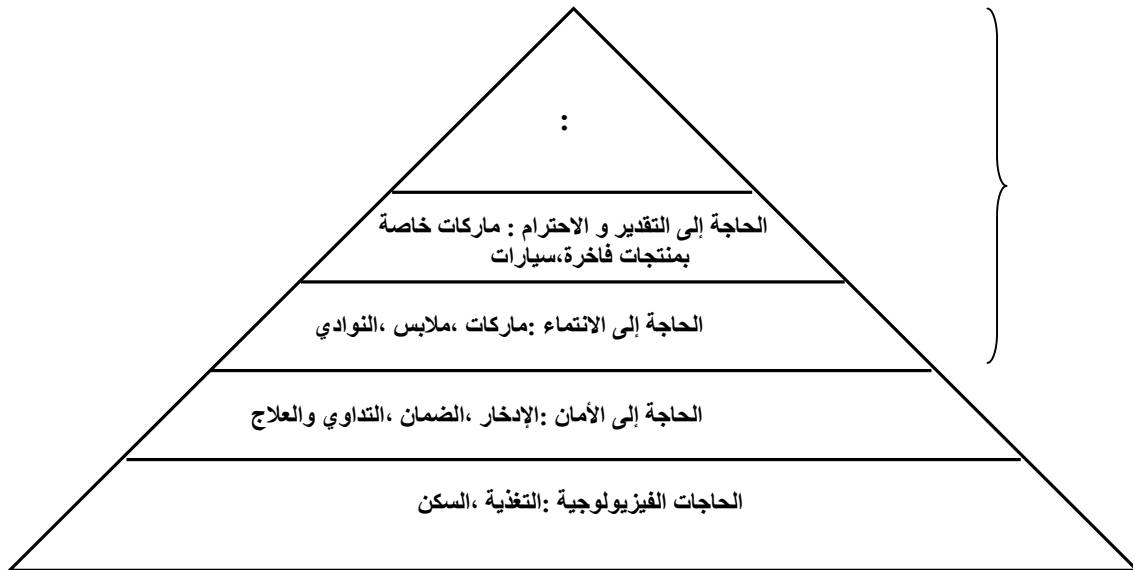 :
الحاجة إلى التقدير و الاحترام : ماركات خاصة
بمنتجات فاخرة،سيارات
الحاجة إلى الانتماء :ماركات ،ملابس ،النوادي
الحاجة إلى الأمان :الإدخار ،الضمان ،التداوي والعلاج
الحاجات الفيزيولوجية :التغذية ،السكن